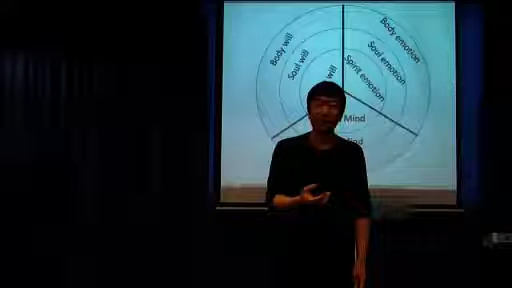 Body will
Soul will
will
Spirit emotion
Soul emotion
Body emotion
Mind